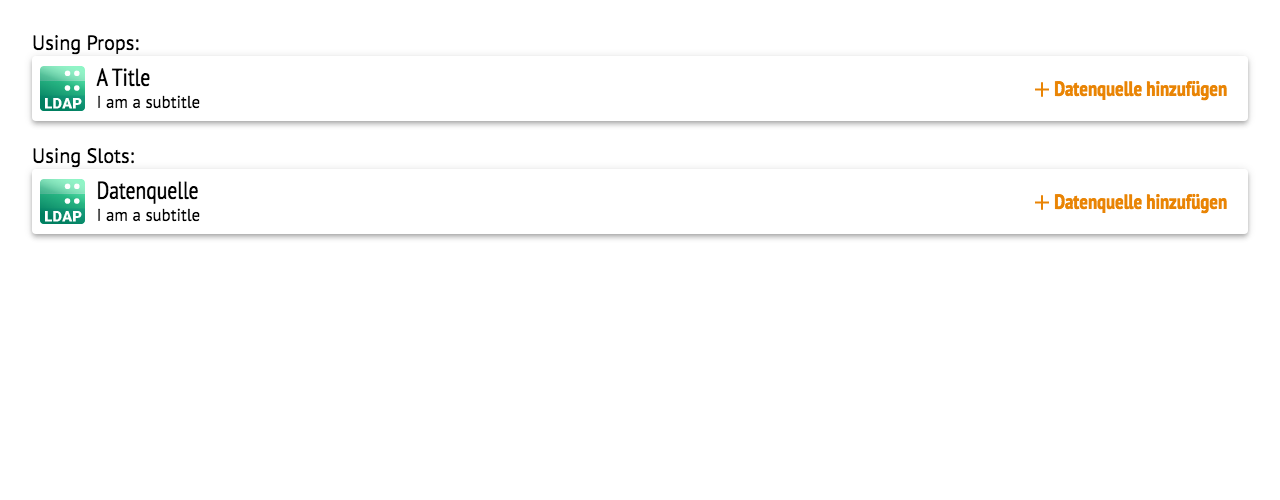 Using Props:
LDAP
A Title
I am a subtitle
+ Datenquelle hinzufügen
Using Slots:
LDAP
Datenquelle
I am a subtitle
+ Datenquelle hinzufügen